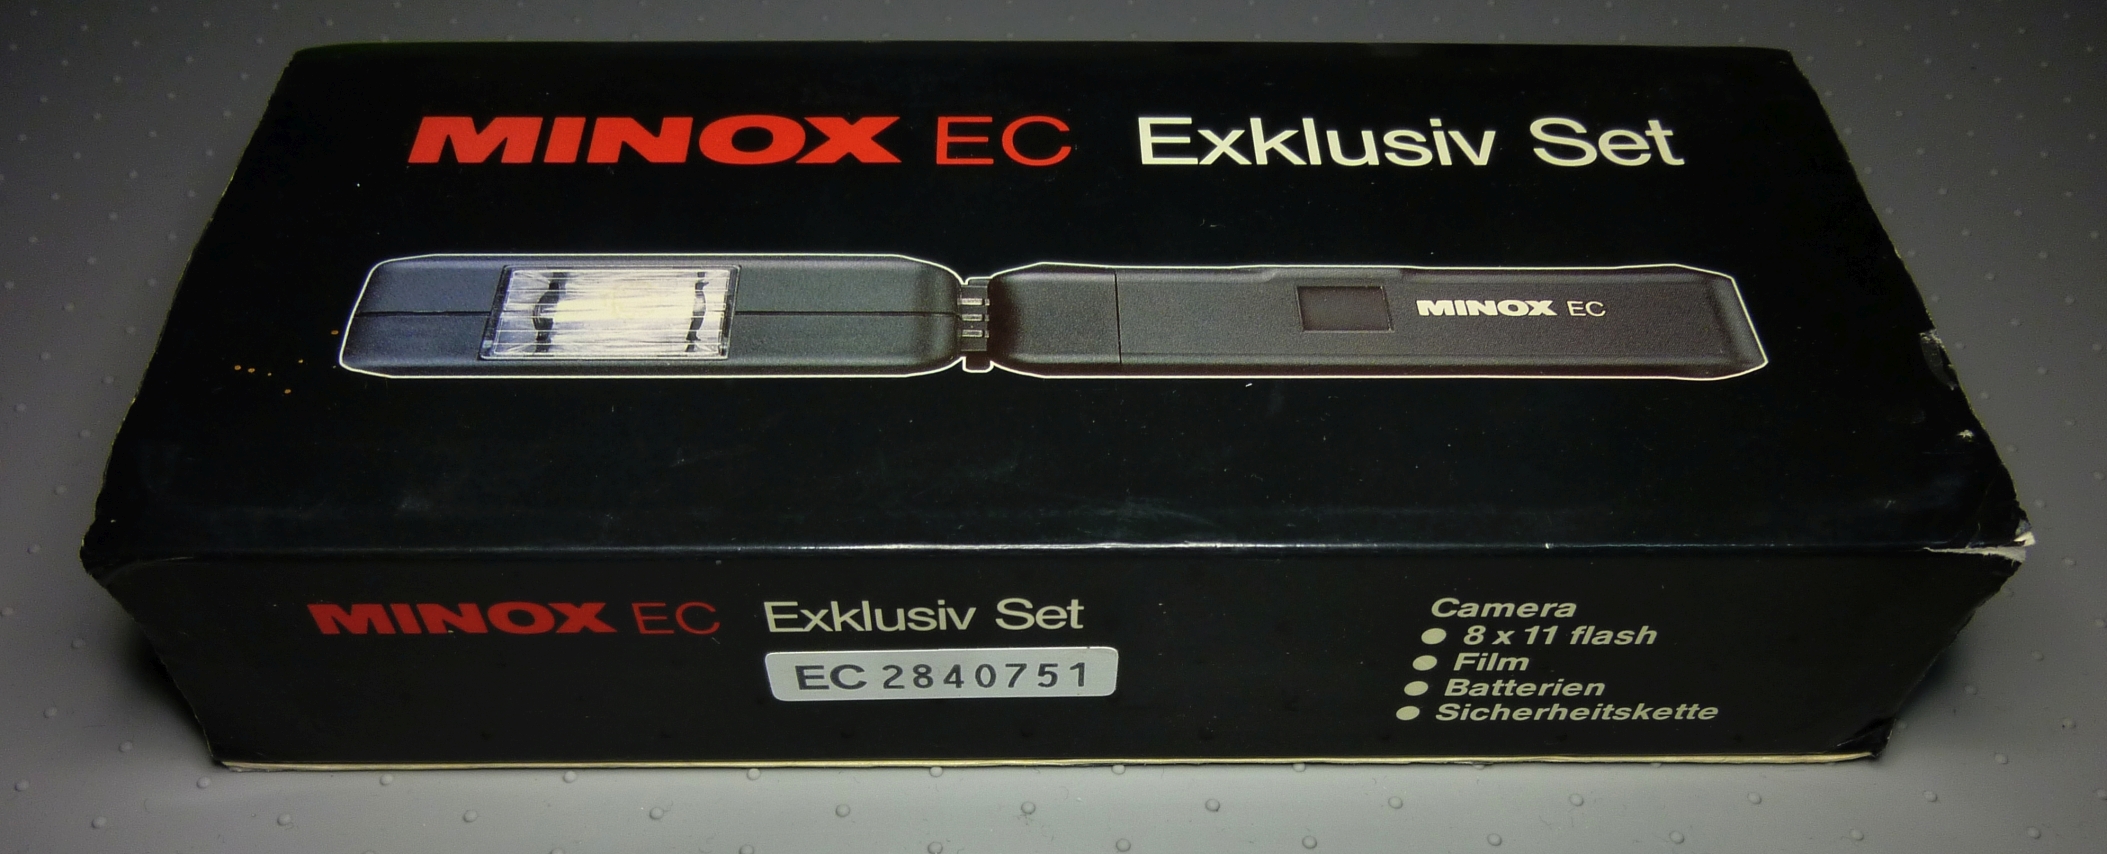 MINOX EC Exklusiv Set
MINOX EC
MINOX EC Exklusiv Set
EC 2840751
Camera
● 8 x 11 flash
● Film
● Batterien
● Sicherheitskette